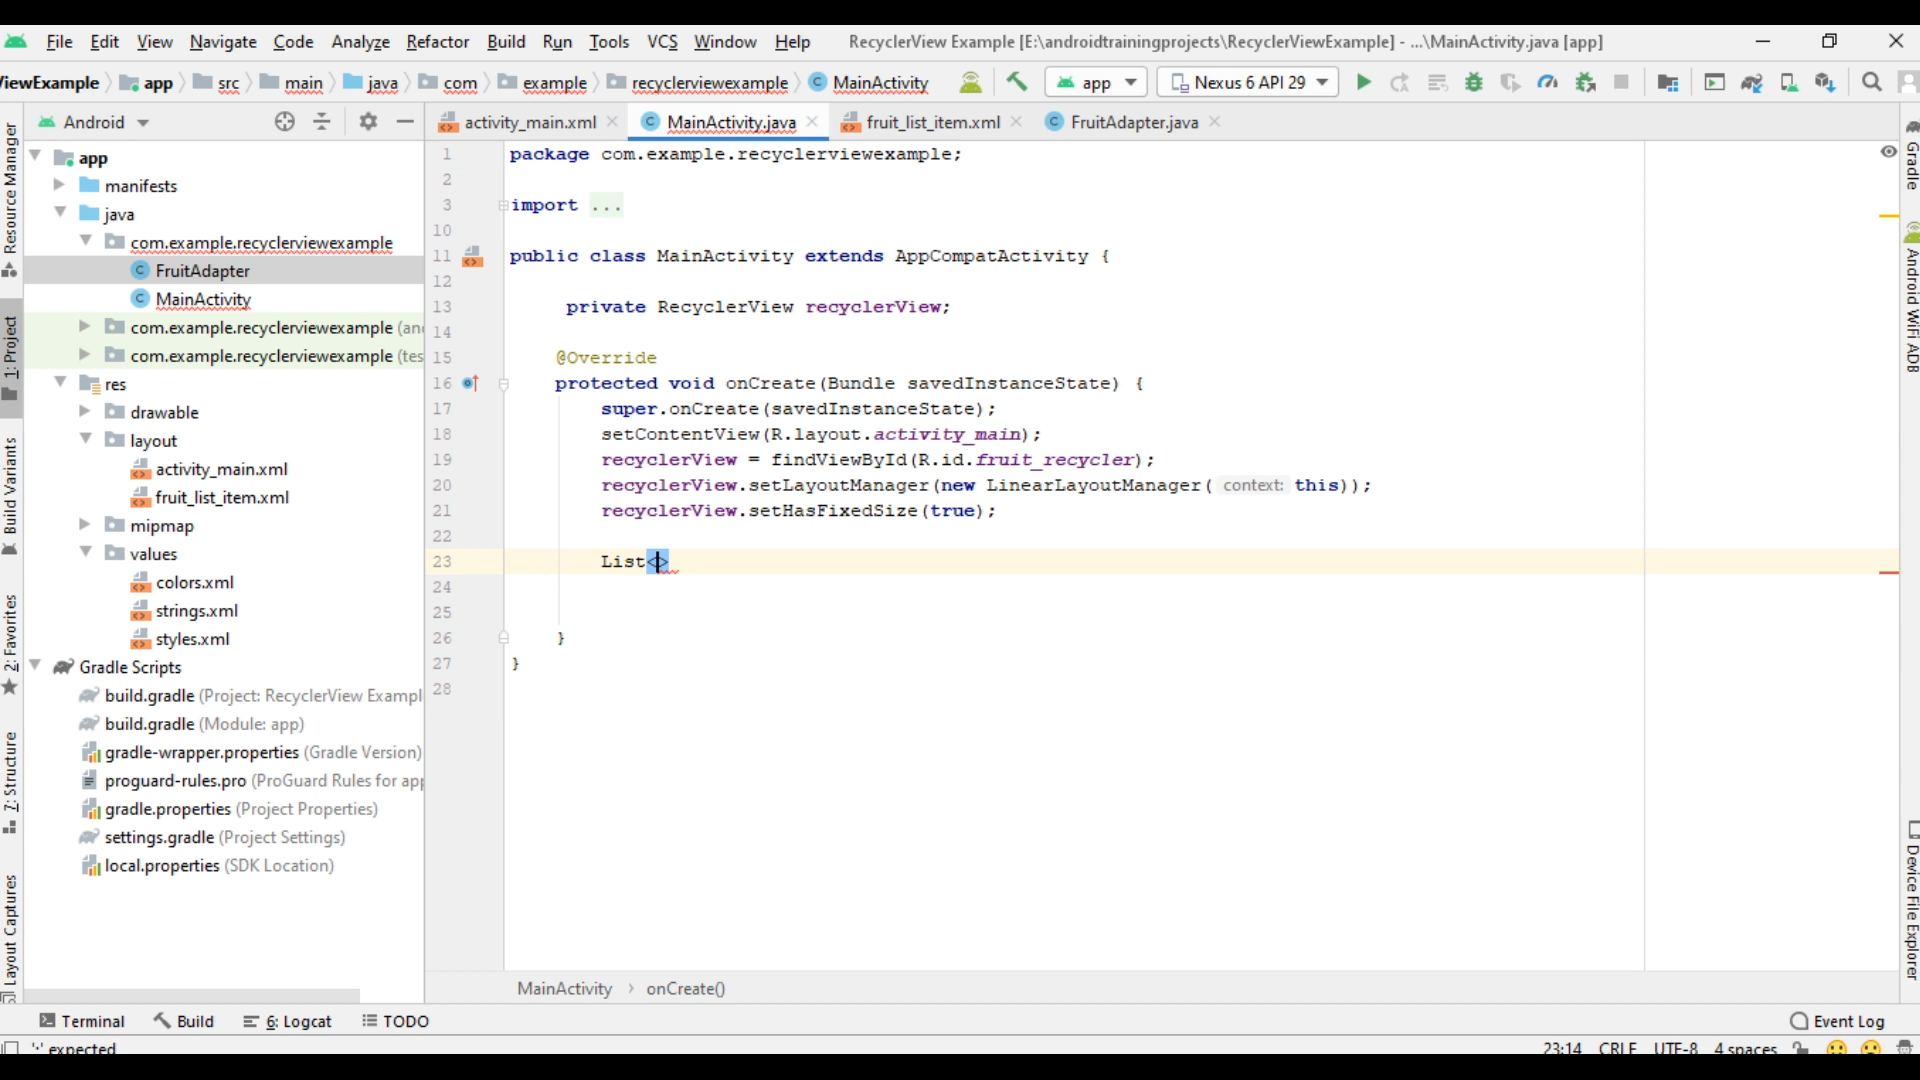 File Edit View Navigate Code Analyze Refactor Build Run Tools VCS Window Help RecyclerView Example [E:\androidtrainingprojects\RecyclerViewExample] - ...\MainActivity.java [app]
ViewExample app src main java com example recyclerviewexample MainActivity app Nexus 6 API 29
Android
activity_main.xml MainActivity.java fruit_list_item.xml FruitAdapter.java
Resource Manager
1: Project
Build Variants
2: Favorites
7: Structure
Layout Captures
app
manifests
java
com.example.recyclerviewexample
FruitAdapter
MainActivity
com.example.recyclerviewexample (an
com.example.recyclerviewexample (tes
res
drawable
layout
activity_main.xml
fruit_list_item.xml
mipmap
values
colors.xml
strings.xml
styles.xml
Gradle Scripts
build.gradle (Project: RecyclerView Exampl
build.gradle (Module: app)
gradle-wrapper.properties (Gradle Version)
proguard-rules.pro (ProGuard Rules for app
gradle.properties (Project Properties)
settings.gradle (Project Settings)
local.properties (SDK Location)
1 package com.example.recyclerviewexample;
2
3 import ...
10
11 public class MainActivity extends AppCompatActivity {
12
13 private RecyclerView recyclerView;
14
15 @Override
16 protected void onCreate(Bundle savedInstanceState) {
17 super.onCreate(savedInstanceState);
18 setContentView(R.layout.activity_main);
19 recyclerView = findViewById(R.id.fruit_recycler);
20 recyclerView.setLayoutManager(new LinearLayoutManager( context: this));
21 recyclerView.setHasFixedSize(true);
22
23 List<>
24
25
26 }
27 }
28
Gradle
Android WiFi ADB
Device File Explorer
MainActivity › onCreate()
Terminal Build 6: Logcat TODO Event Log
expected 23:14 CRLF UTF-8 4 spaces